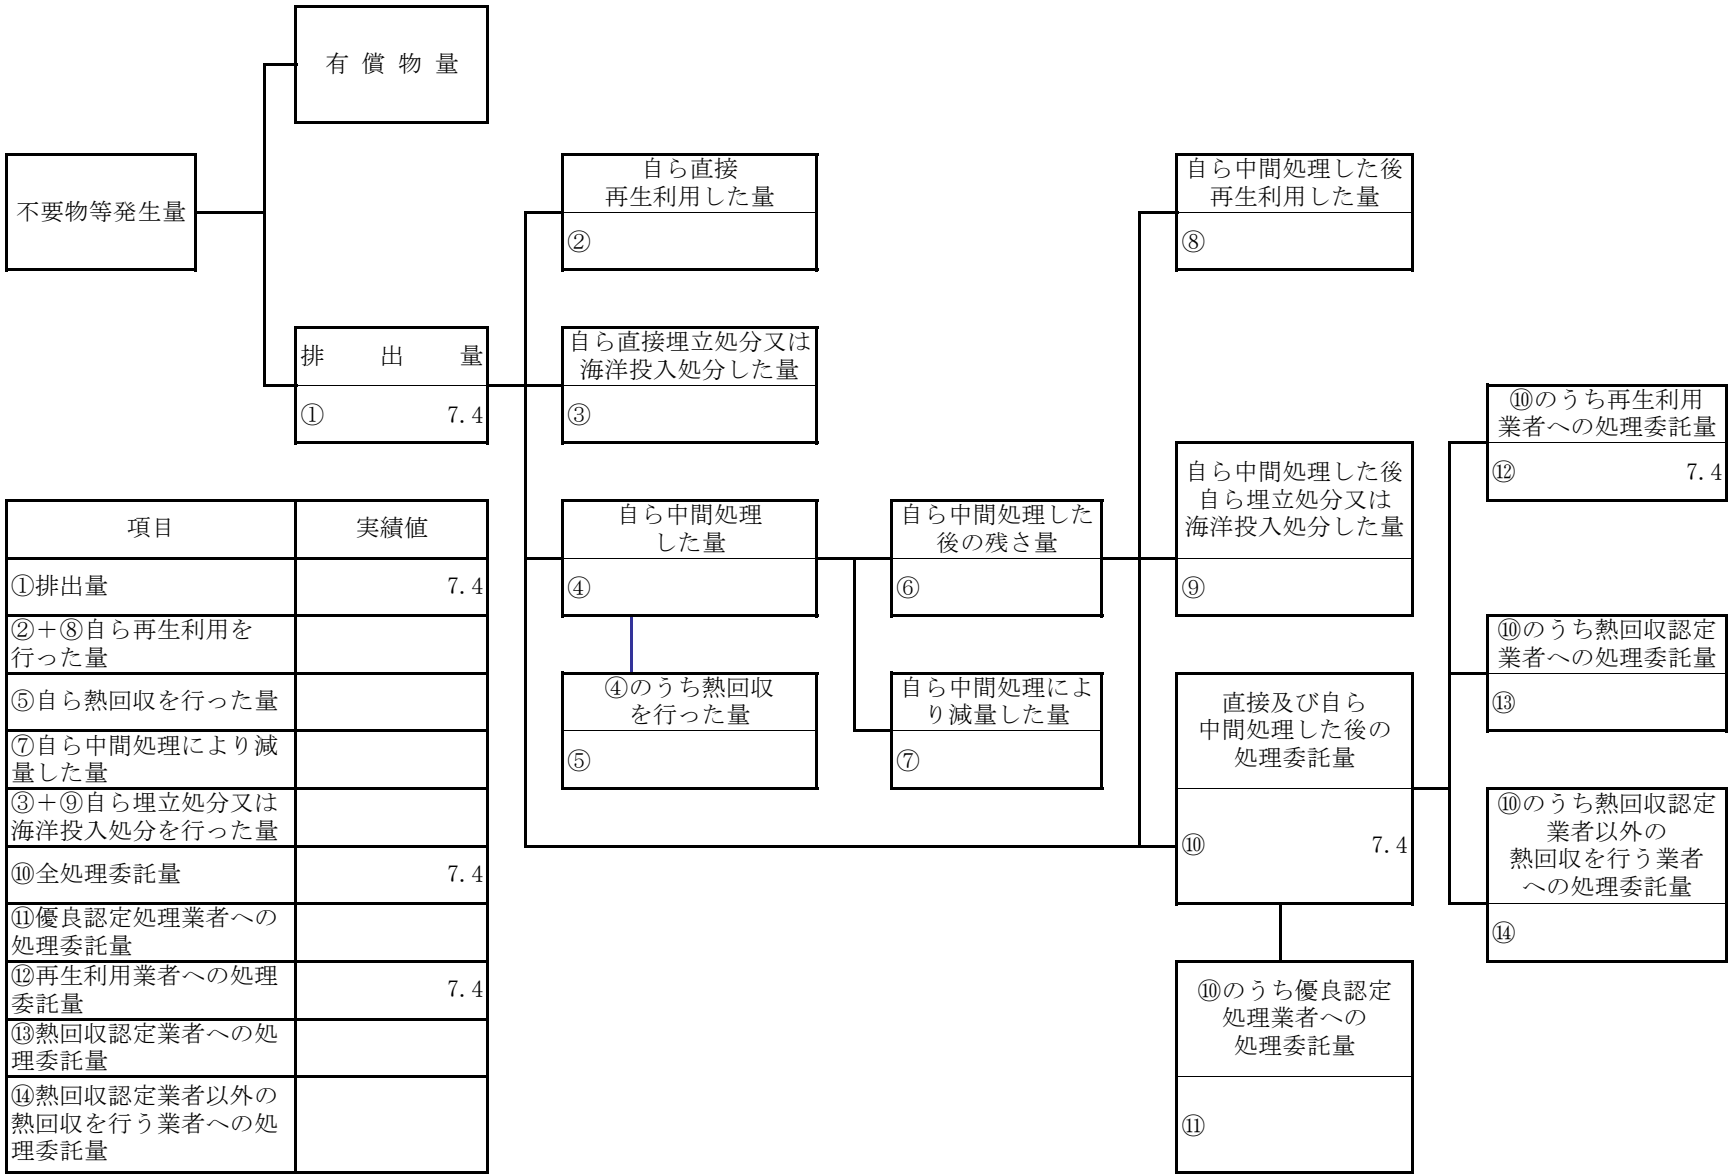 有償物量
不要物等発生量
自ら直接
再生利用した量
②
自ら中間処理した後
再生利用した量
⑧
排出量
① 7.4
自ら直接埋立処分又は
海洋投入処分した量
③
⑩のうち再生利用
業者への処理委託量
⑫ 7.4
自ら中間処理
した量
④
自ら中間処理した
後の残さ量
⑥
自ら中間処理した後
自ら埋立処分又は
海洋投入処分した量
⑨
④のうち熱回収
を行った量
⑤
自ら中間処理によ
り減量した量
⑦
直接及び自ら
中間処理した後の
処理委託量
⑩ 7.4
⑩のうち熱回収認定
業者への処理委託量
⑬
⑩のうち熱回収認定
業者以外の
熱回収を行う業者
への処理委託量
⑭
⑩のうち優良認定
処理業者への
処理委託量
⑪
項目 実績値
①排出量 7.4
②+⑧自ら再生利用を
行った量
⑤自ら熱回収を行った量
⑦自ら中間処理により減
量した量
③+⑨自ら埋立処分又は
海洋投入処分を行った量
⑩全処理委託量 7.4
⑪優良認定処理業者への
処理委託量
⑫再生利用業者への処理
委託量 7.4
⑬熱回収認定業者への処
理委託量
⑭熱回収認定業者以外の
熱回収を行う業者への処
理委託量